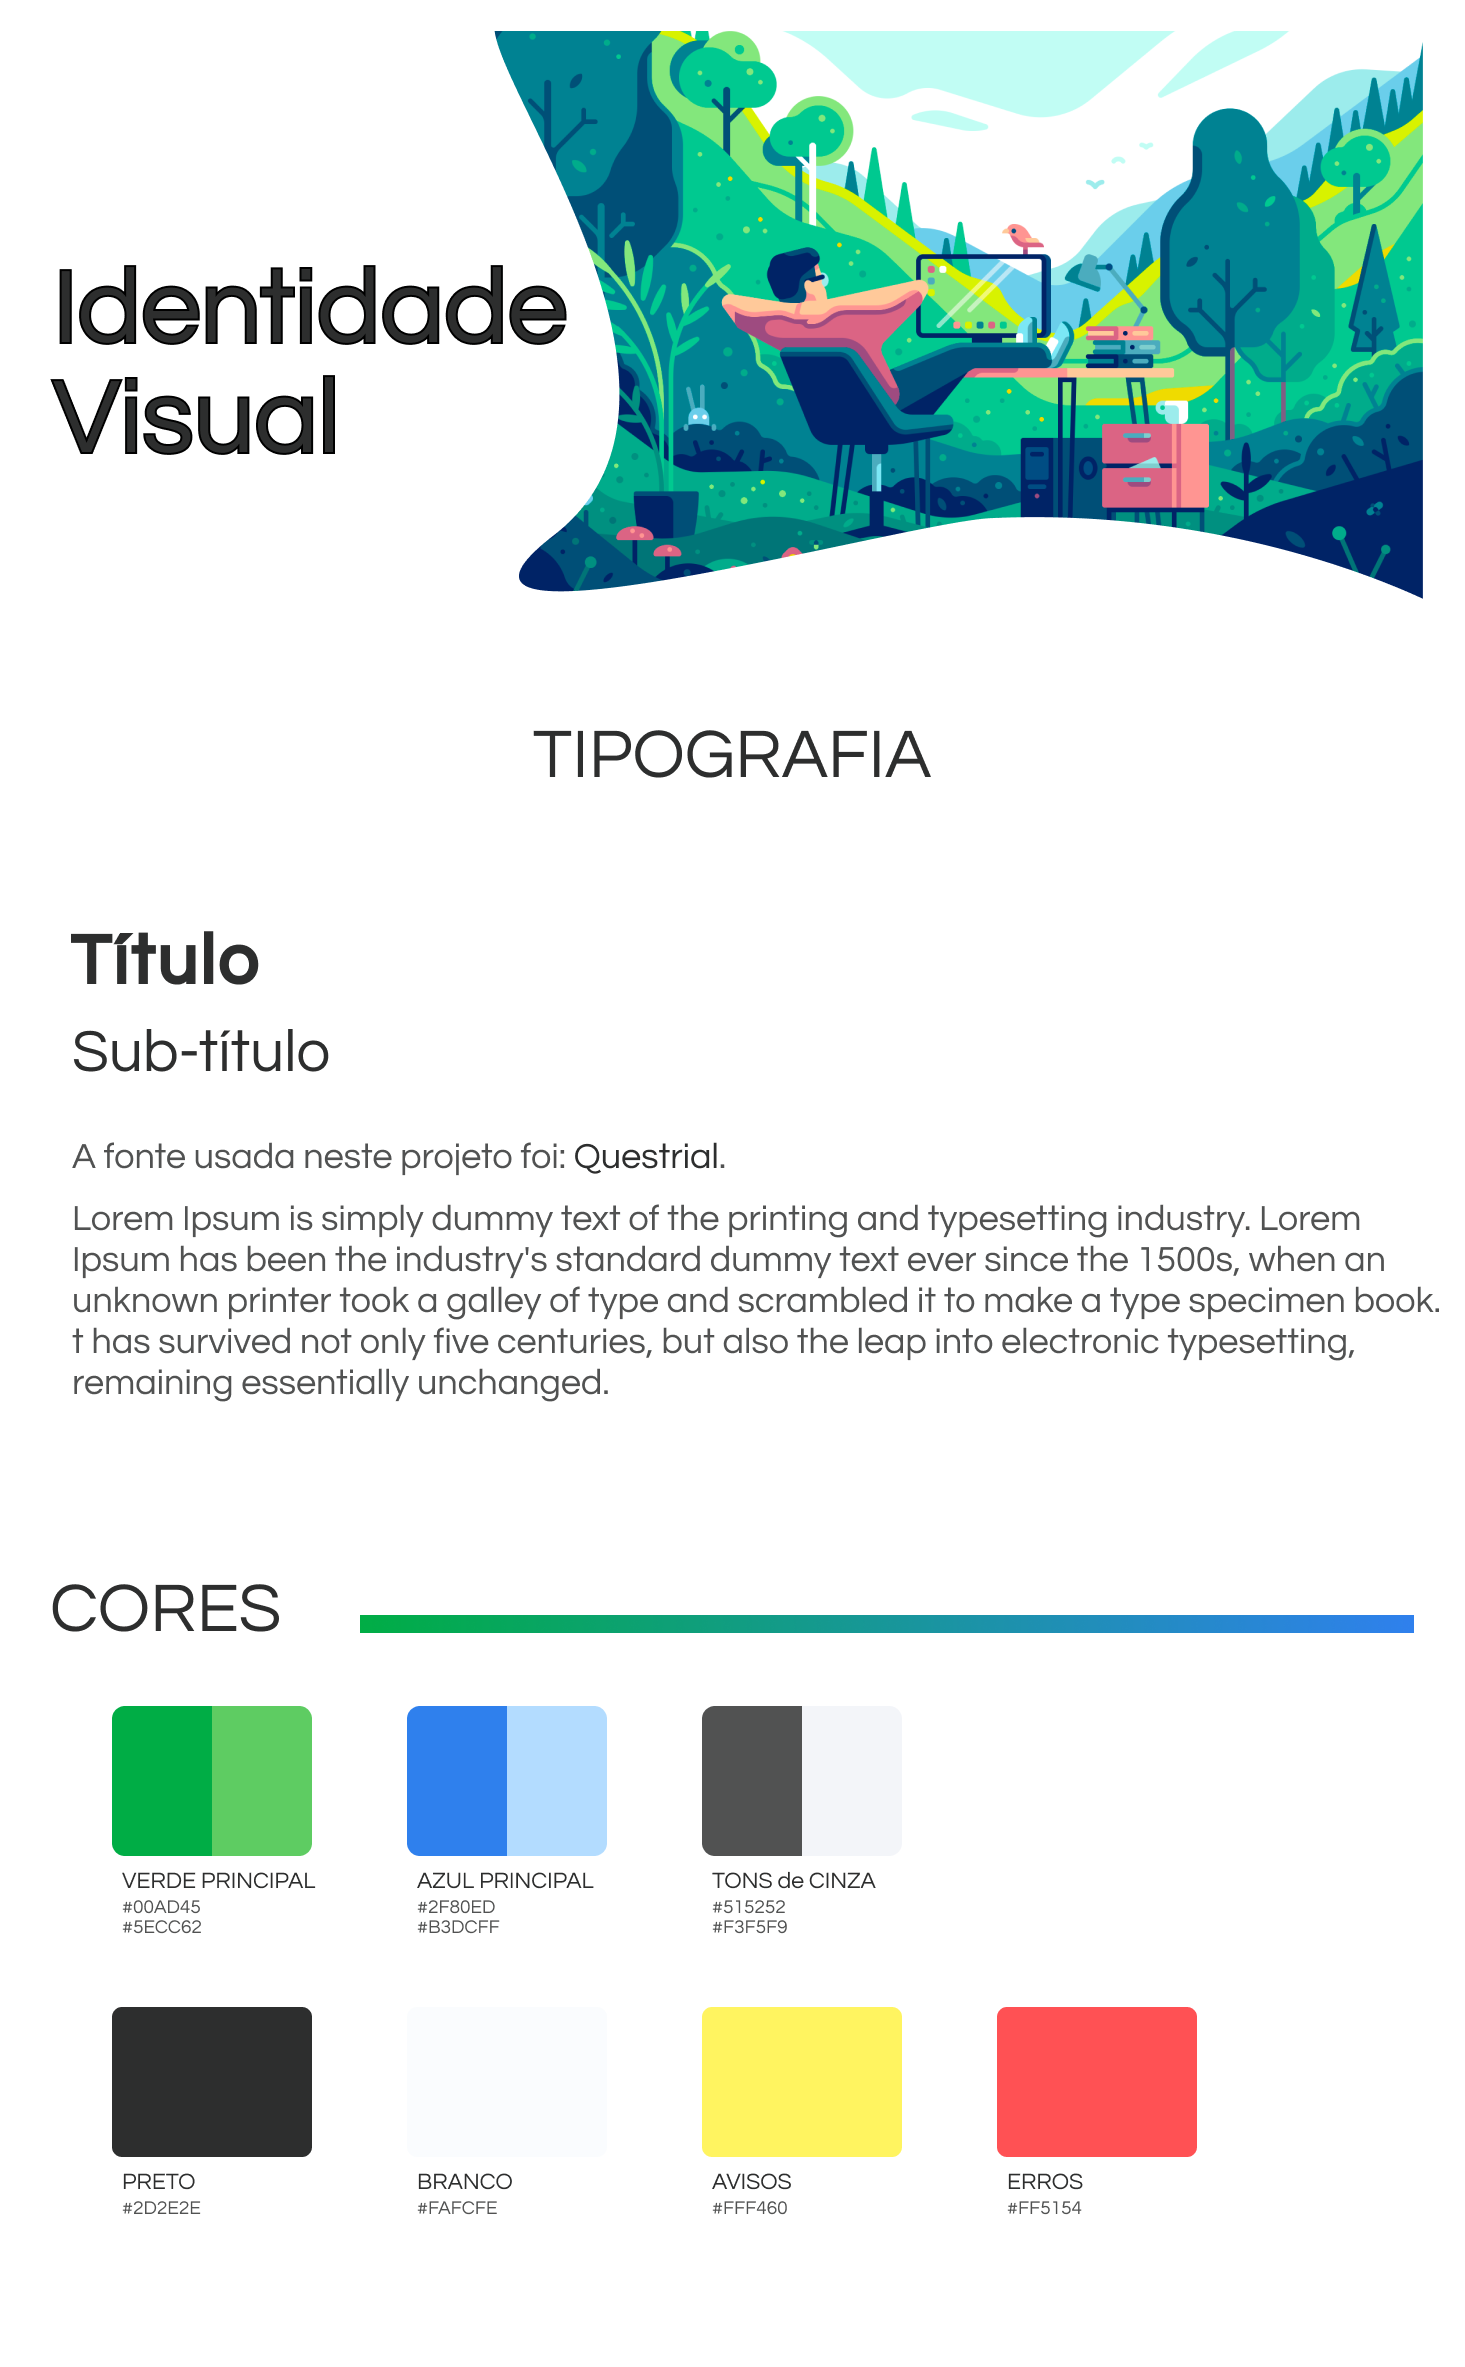 Identidade
Visual
TIPOGRAFIA
Título
Sub-título
A fonte usada neste projeto foi: Questrial.
Lorem Ipsum is simply dummy text of the printing and typesetting industry. Lorem
Ipsum has been the industry's standard dummy text ever since the 1500s, when an
unknown printer took a galley of type and scrambled it to make a type specimen book.
t has survived not only five centuries, but also the leap into electronic typesetting,
remaining essentially unchanged.
CORES
VERDE PRINCIPAL
#00AD45
#5ECC62
AZUL PRINCIPAL
#2F80ED
#B3DCFF
TONS de CINZA
#515252
#F3F5F9
PRETO
#2D2E2E
BRANCO
#FAFCFE
AVISOS
#FFF460
ERROS
#FF5154